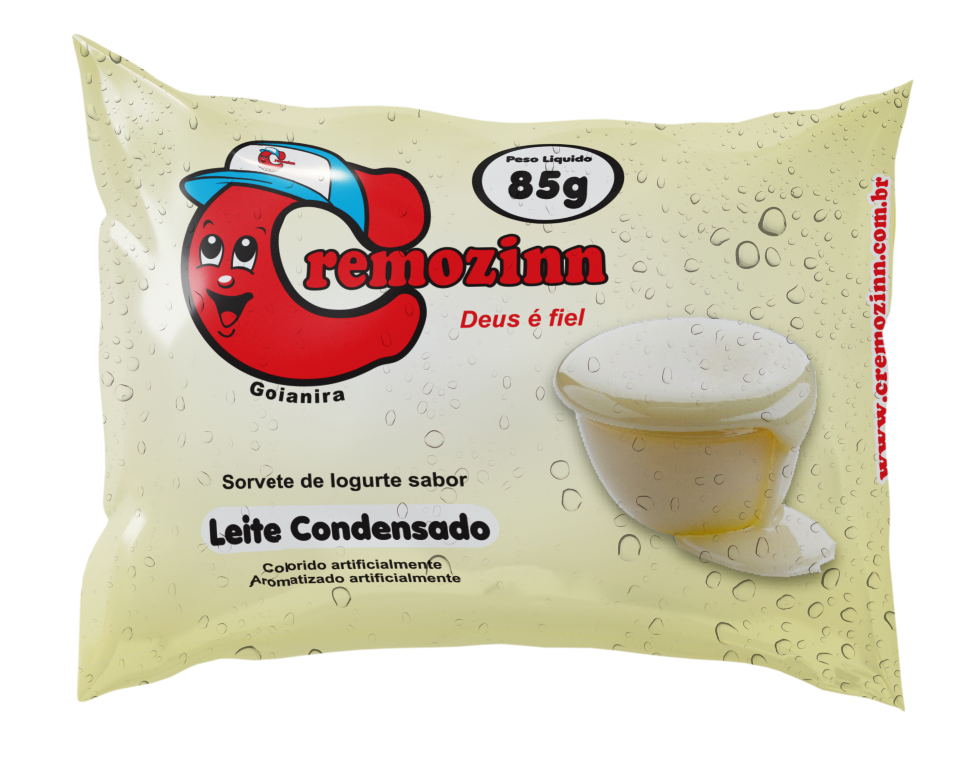 Peso Liquido
85g
Cremozinn
Deus é fiel
Goianira
www.cremozinn.com.br
Sorvete de Iogurte sabor
Leite Condensado
Colorido artificialmente
Aromatizado artificialmente